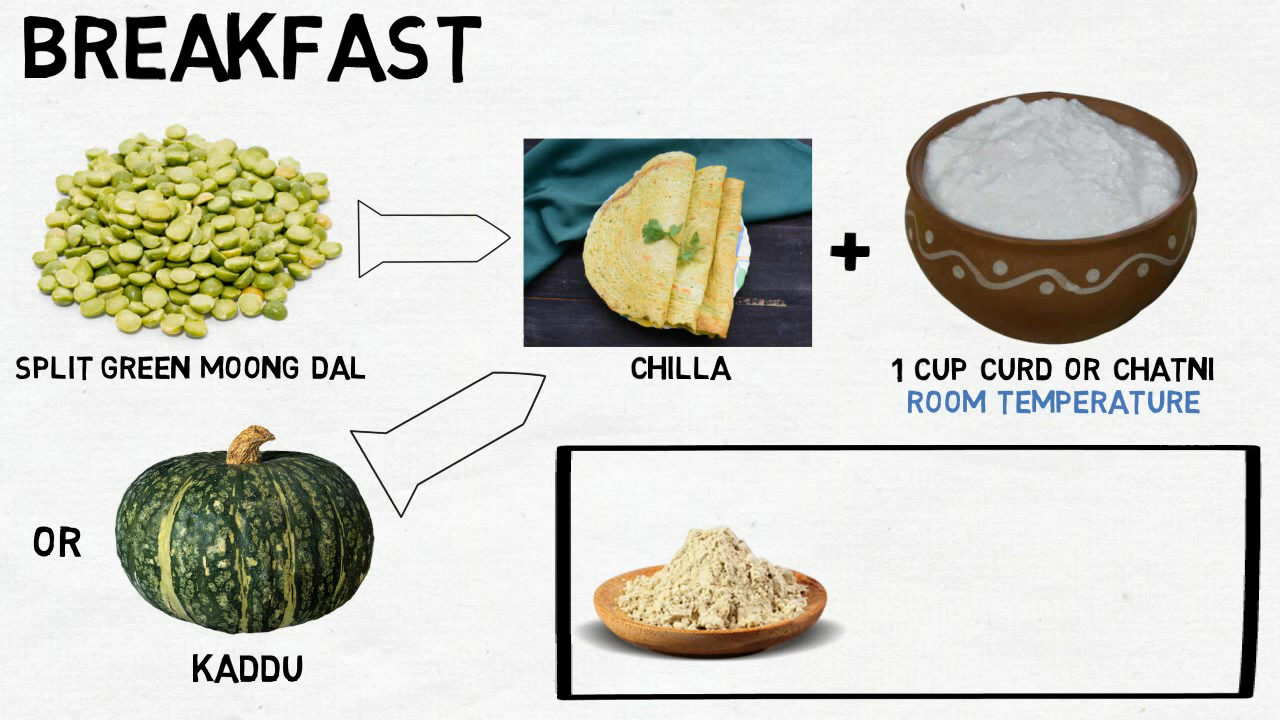 BREAKFAST
SPLIT GREEN MOONG DAL
CHILLA
1 CUP CURD OR CHATNI
ROOM TEMPERATURE
OR
KADDU